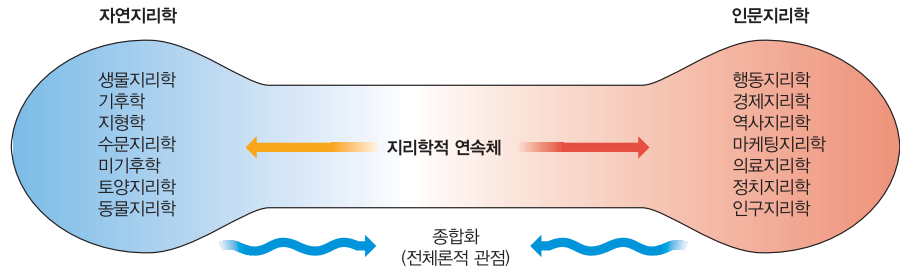 자연지리학
인문지리학
생물지리학
기후학
지형학
수문지리학
미기후학
토양지리학
동물지리학
지리학적 연속체
행동지리학
경제지리학
역사지리학
마케팅지리학
의료지리학
정치지리학
인구지리학
종합화
(전체론적 관점)